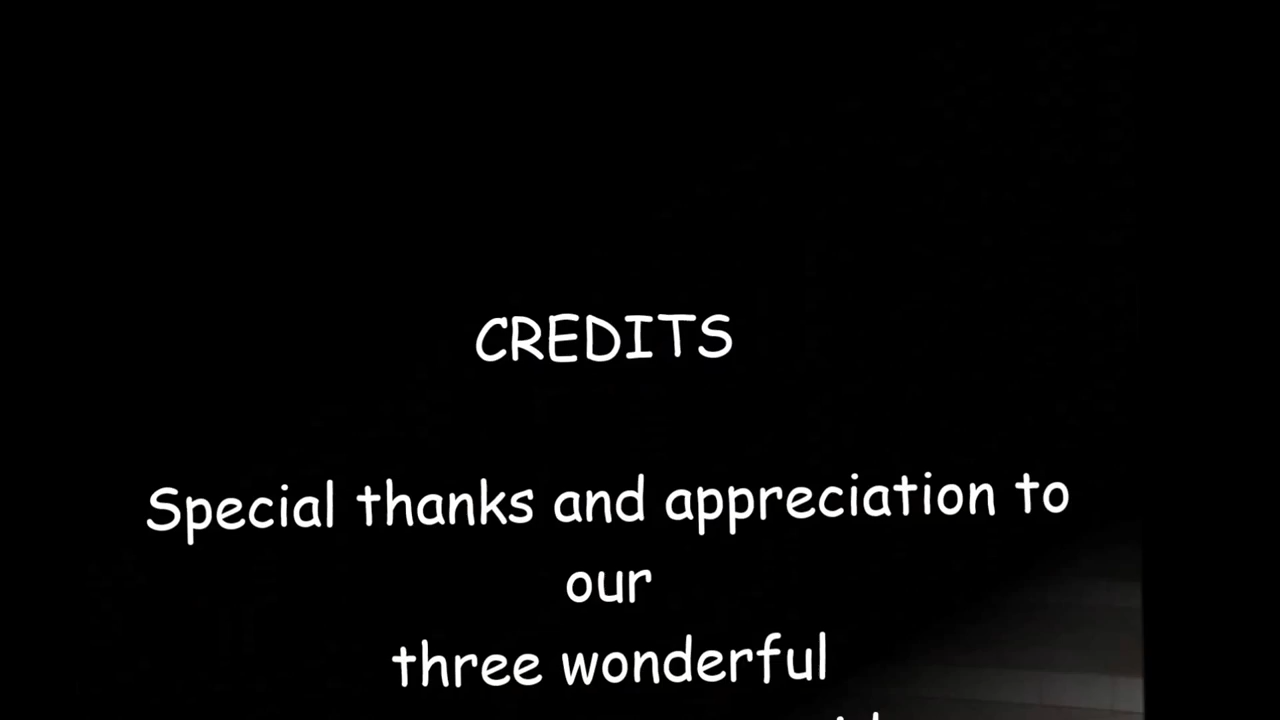 CREDITS
Special thanks and appreciation to
our
three wonderful